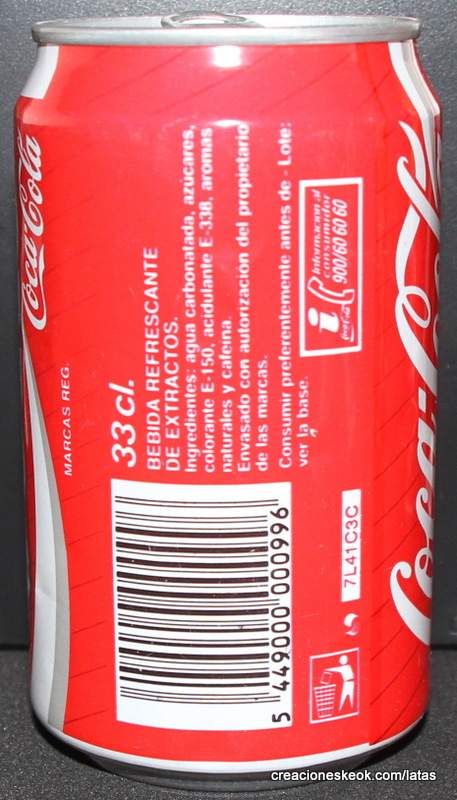 Coca-Cola
MARCAS REG.
33 cl.
BEBIDA REFRESCANTE
DE EXTRACTOS.
Ingredientes: agua carbonatada, azúcares,
colorante E-150, acidulante E-338, aromas
naturales y cafeína.
Envasado con autorización del propietario
de las marcas.
Consumir preferentemente antes de - Lote:
ver la base.
i
Coca-Cola
Información al
consumidor
900/60 60 60
5 449000 000996
7L41C3C
Coca-Cola
creacioneskeok.com/latas